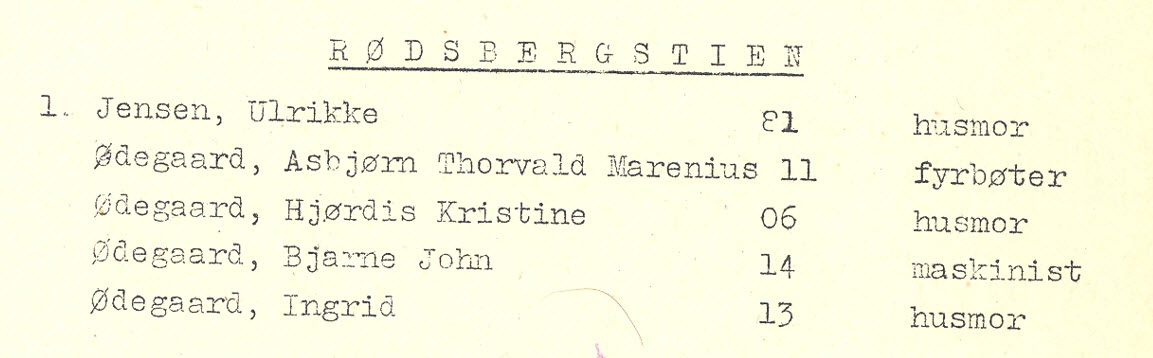 RØDSBERGSTIEN
1. Jensen, Ulrikke 81 husmor
Ødegaard, Asbjørn Thorvald Marenius 11 fyrbøter
Ødegaard, Hjørdis Kristine 06 husmor
Ødegaard, Bjarne John 14 maskinist
Ødegaard, Ingrid 13 husmor